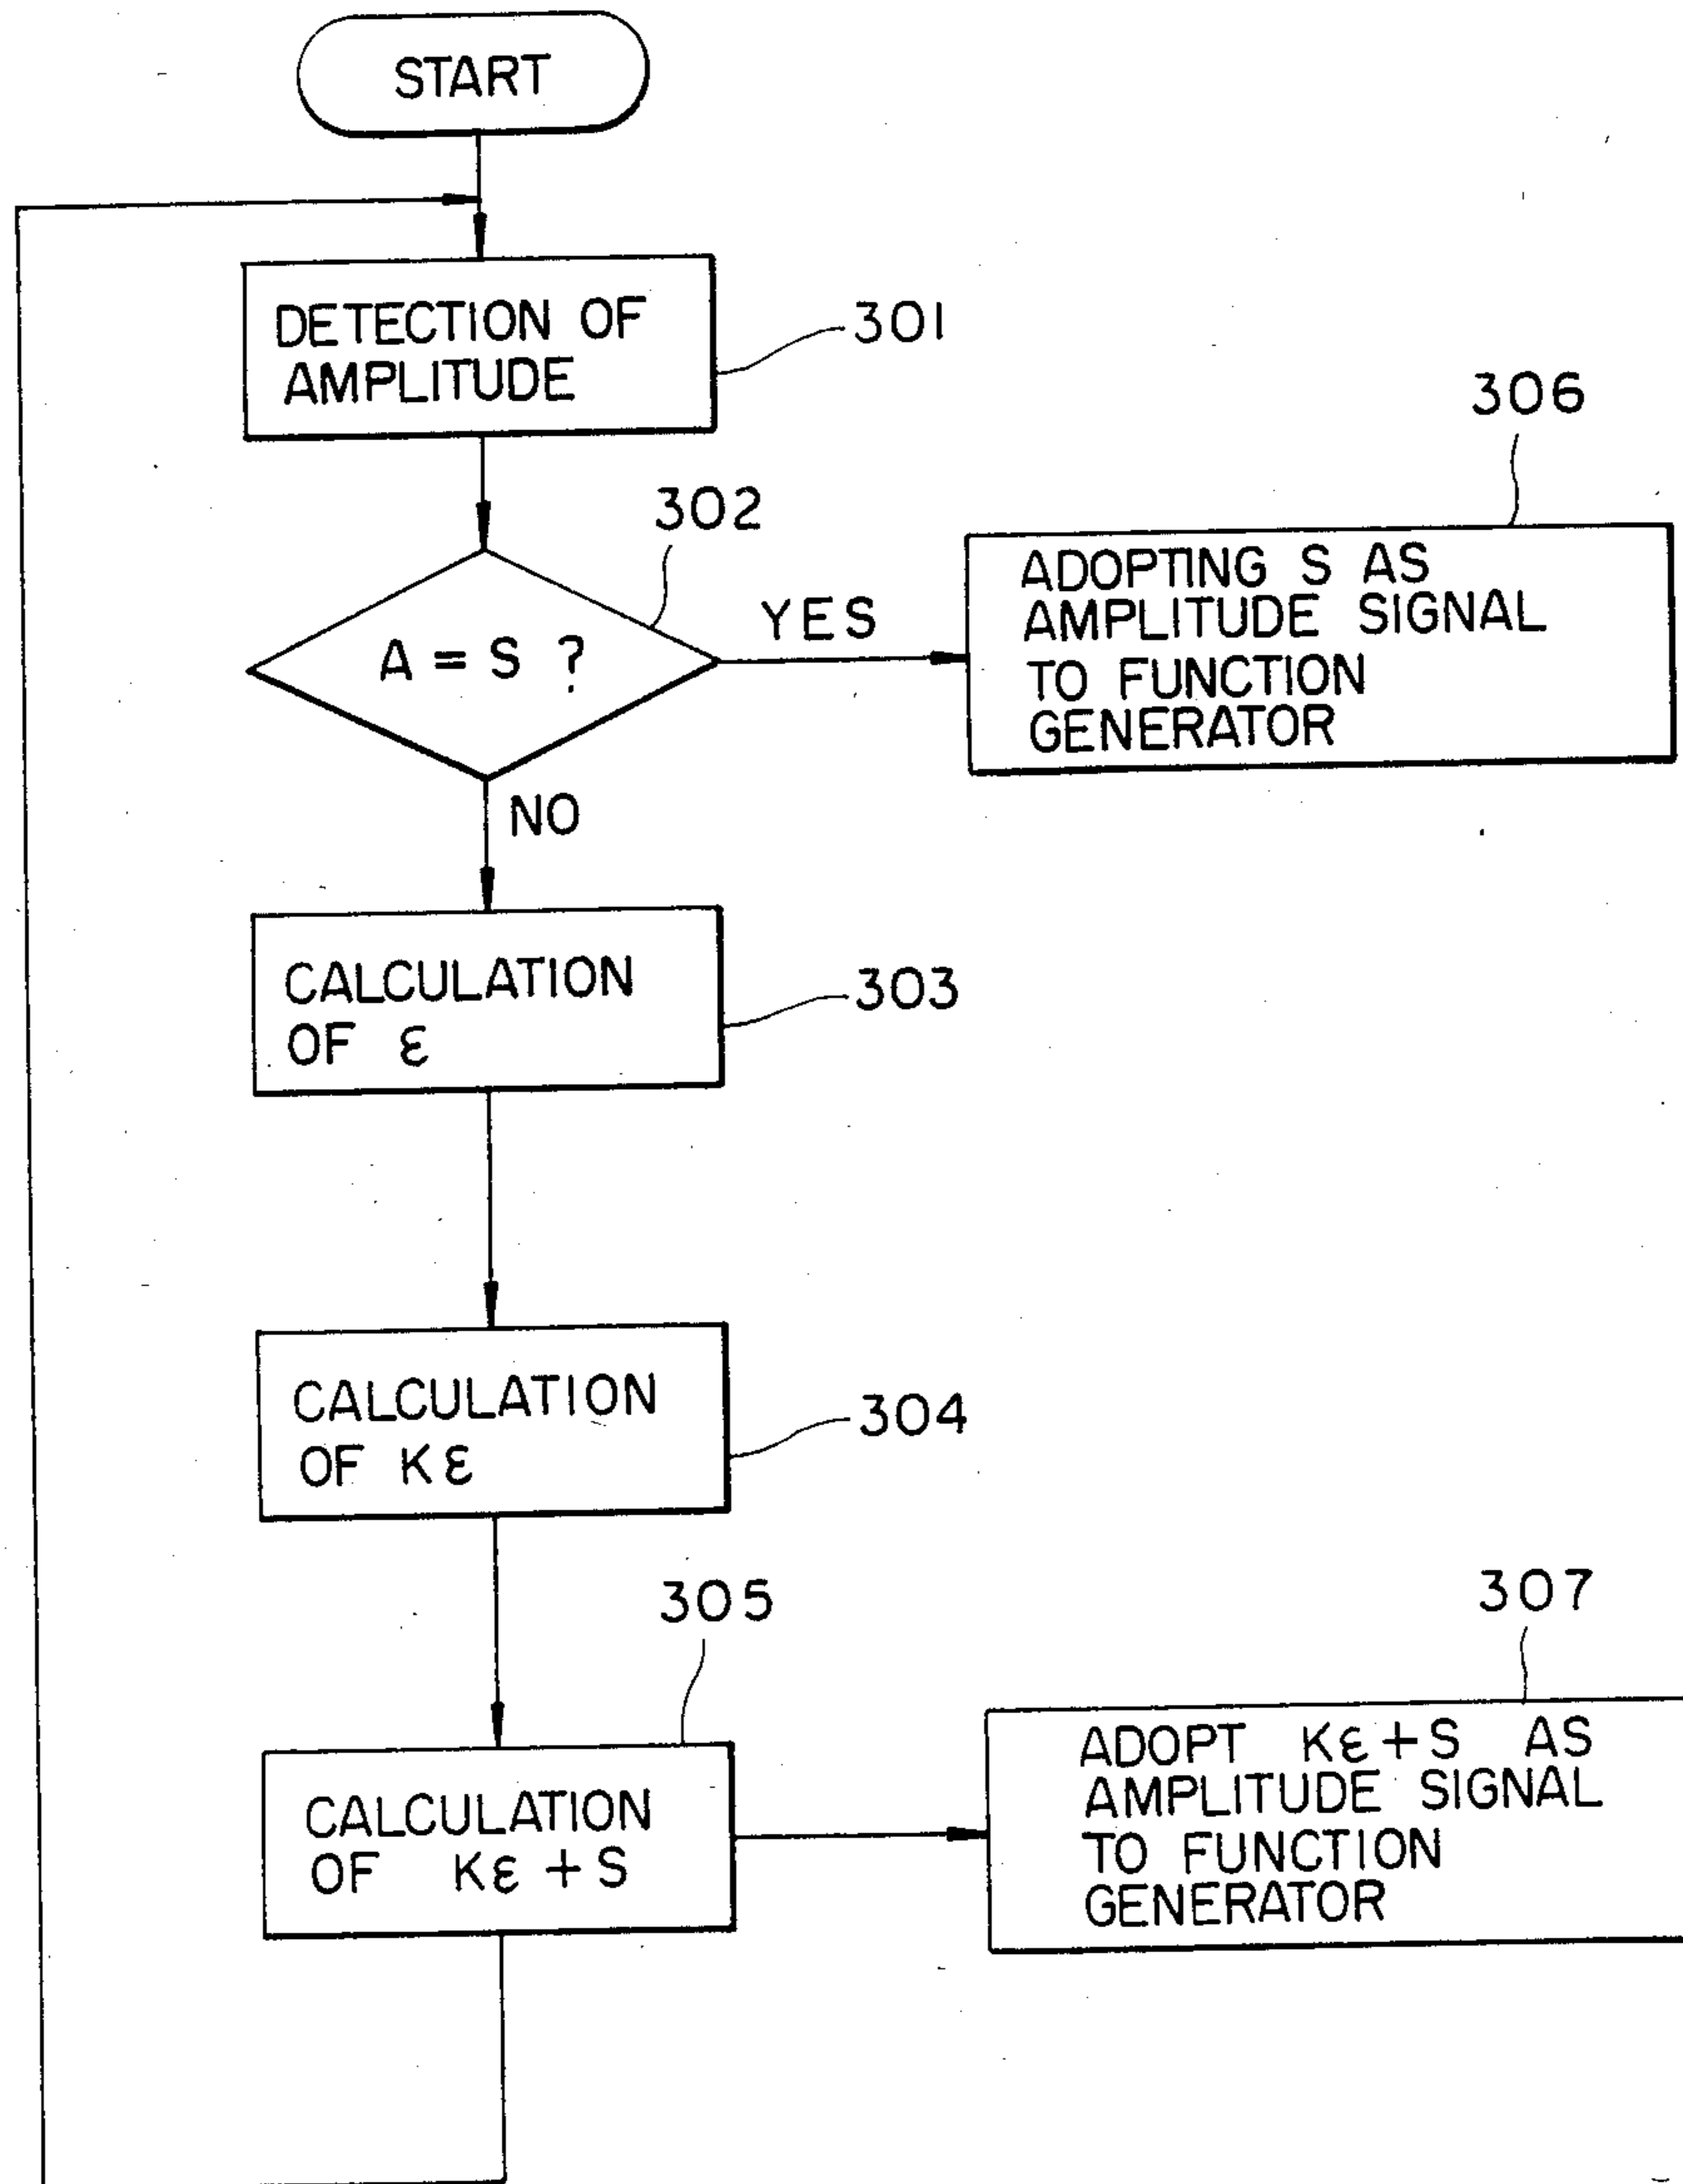 START
DETECTION OF
AMPLITUDE
301
302
306
A = S ?
YES
ADOPTING S AS
AMPLITUDE SIGNAL
TO FUNCTION
GENERATOR
NO
CALCULATION
OF ε
303
CALCULATION
OF Kε
304
305
307
CALCULATION
OF Kε + S
ADOPT Kε + S AS
AMPLITUDE SIGNAL
TO FUNCTION
GENERATOR